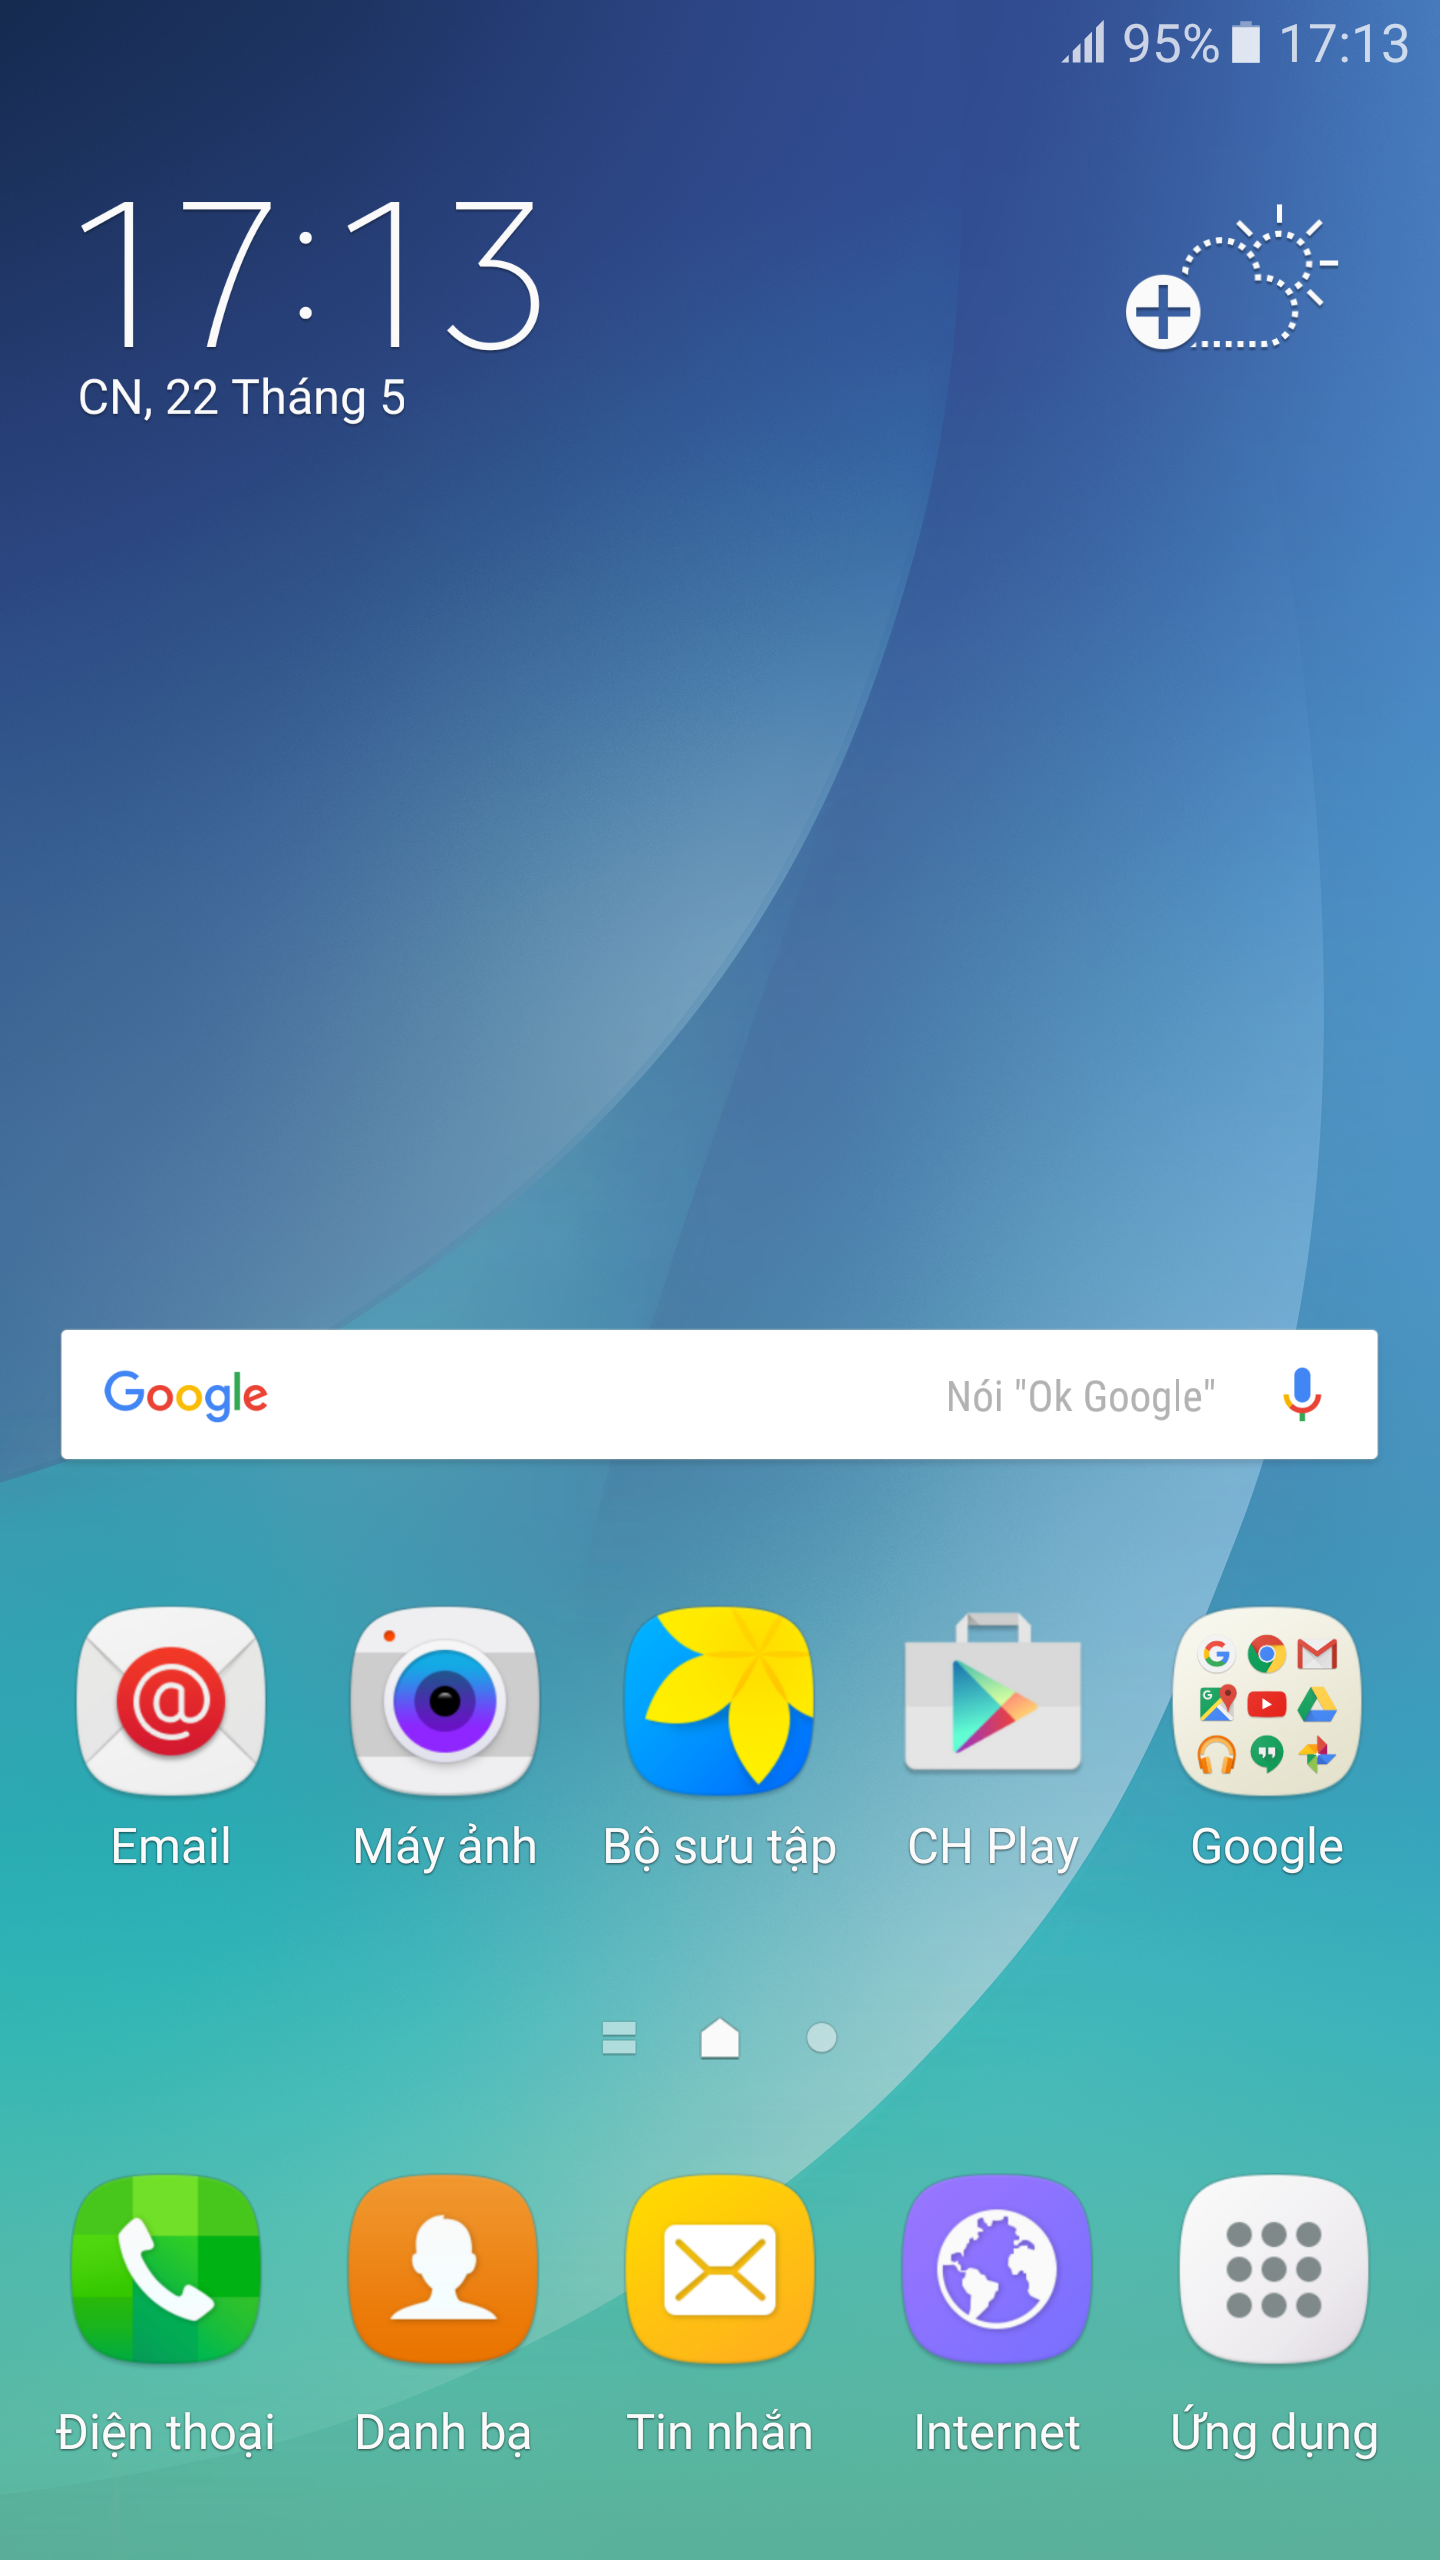 95% 17:13
17:13
CN, 22 Tháng 5
Google Nói "Ok Google"
Email Máy ảnh Bộ sưu tập CH Play Google
Điện thoại Danh bạ Tin nhắn Internet Ứng dụng